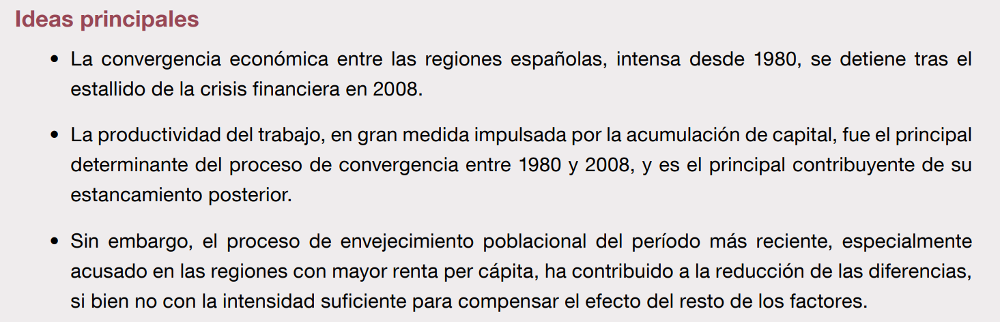 Ideas principales
• La convergencia económica entre las regiones españolas, intensa desde 1980, se detiene tras el
estallido de la crisis financiera en 2008.
• La productividad del trabajo, en gran medida impulsada por la acumulación de capital, fue el principal
determinante del proceso de convergencia entre 1980 y 2008, y es el principal contribuyente de su
estancamiento posterior.
• Sin embargo, el proceso de envejecimiento poblacional del período más reciente, especialmente
acusado en las regiones con mayor renta per cápita, ha contribuido a la reducción de las diferencias,
si bien no con la intensidad suficiente para compensar el efecto del resto de los factores.